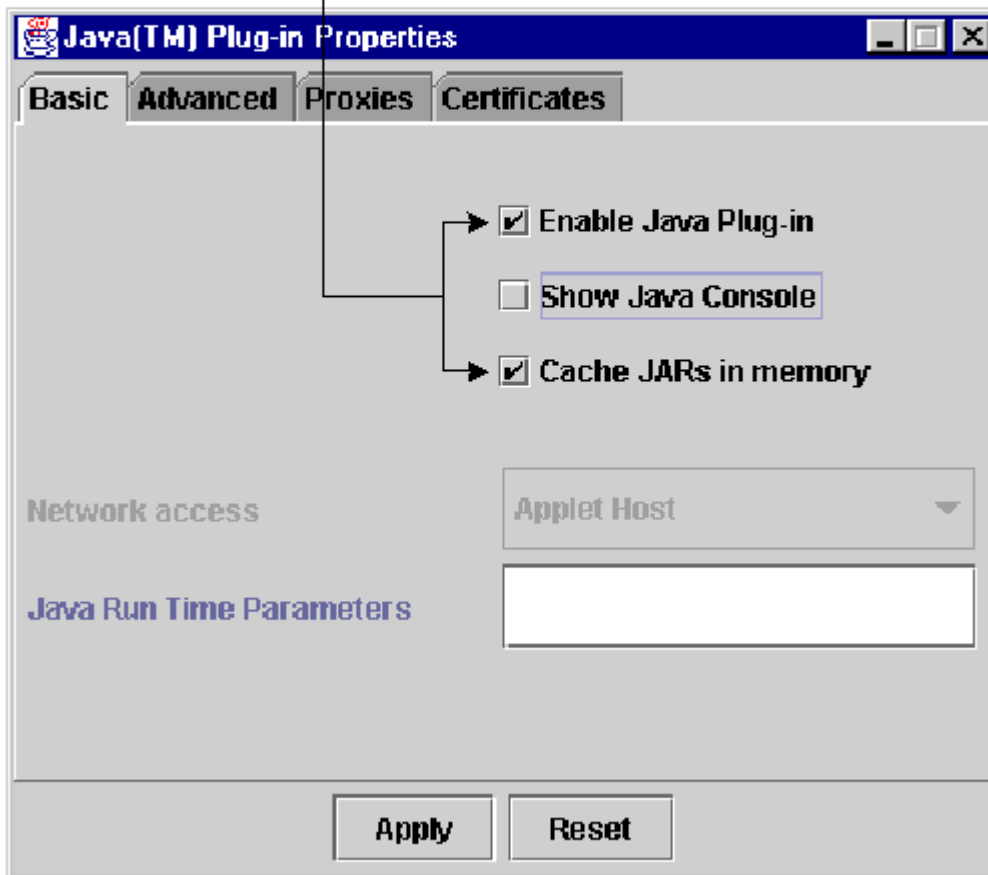 Java(TM) Plug-in Properties
Basic Advanced Proxies Certificates
Enable Java Plug-in
Show Java Console
Cache JARs in memory
Network access Applet Host
Java Run Time Parameters
Apply Reset